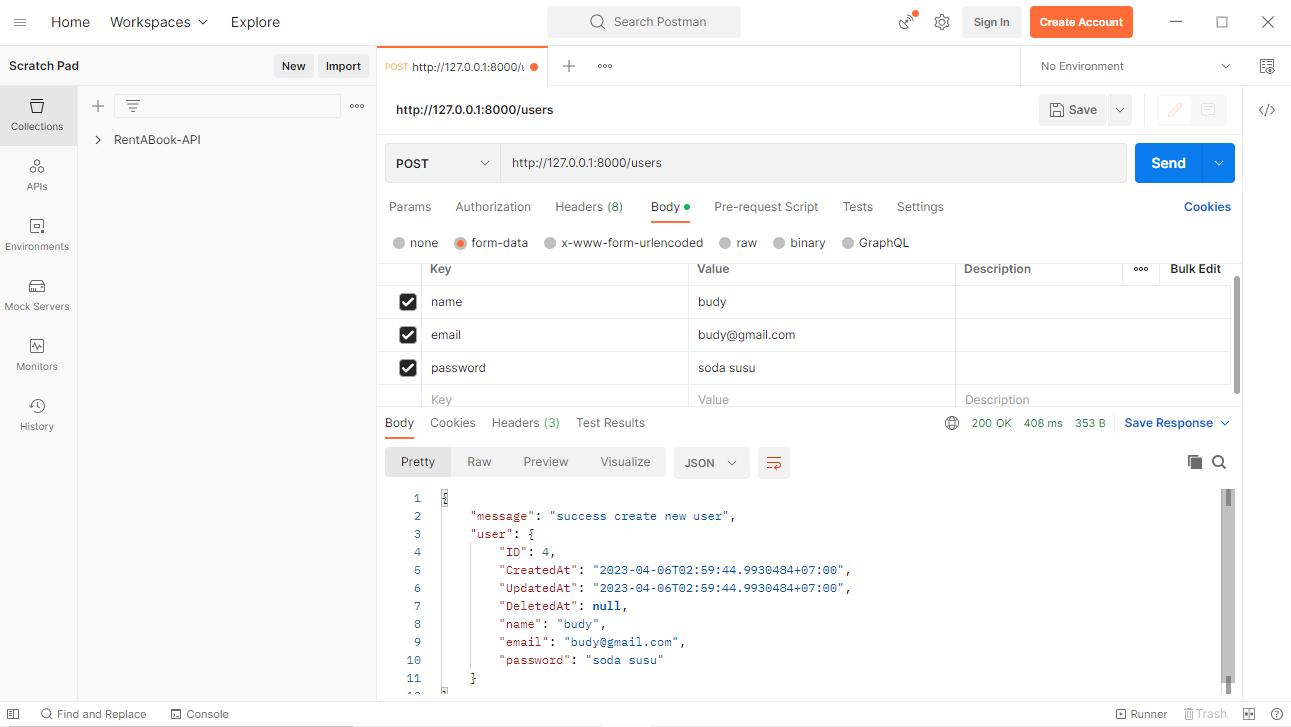 Home Workspaces Explore Search Postman Sign In Create Account
Scratch Pad New Import POST http://127.0.0.1:8000/u No Environment
Collections
APIs
Environments
Mock Servers
Monitors
History
RentABook-API
http://127.0.0.1:8000/users Save </>
POST http://127.0.0.1:8000/users Send
Params Authorization Headers (8) Body Pre-request Script Tests Settings Cookies
none form-data x-www-form-urlencoded raw binary GraphQL
Key Value Description Bulk Edit
name budy
email budy@gmail.com
password soda susu
Key Value Description
Body Cookies Headers (3) Test Results 200 OK 408 ms 353 B Save Response
Pretty Raw Preview Visualize JSON
1 {
2 "message": "success create new user",
3 "user": {
4 "ID": 4,
5 "CreatedAt": "2023-04-06T02:59:44.9930484+07:00",
6 "UpdatedAt": "2023-04-06T02:59:44.9930484+07:00",
7 "DeletedAt": null,
8 "name": "budy",
9 "email": "budy@gmail.com",
10 "password": "soda susu"
11 }
Find and Replace Console Runner Trash